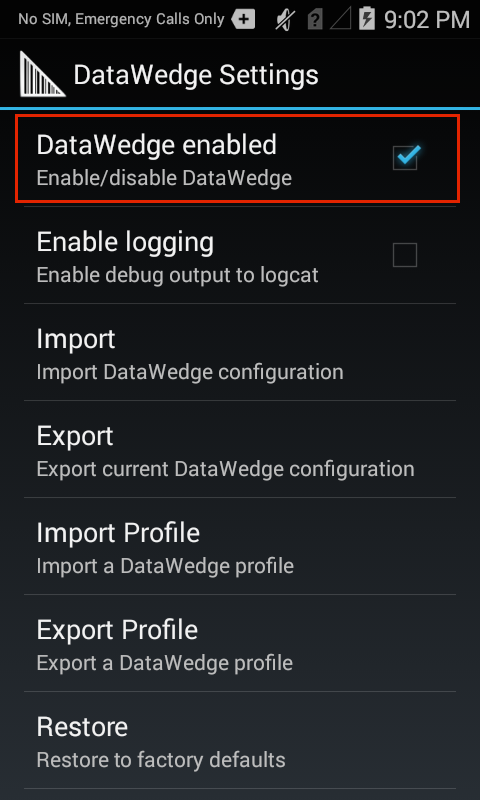 No SIM, Emergency Calls Only 9:02 PM
DataWedge Settings
DataWedge enabled
Enable/disable DataWedge
Enable logging
Enable debug output to logcat
Import
Import DataWedge configuration
Export
Export current DataWedge configuration
Import Profile
Import a DataWedge profile
Export Profile
Export a DataWedge profile
Restore
Restore to factory defaults